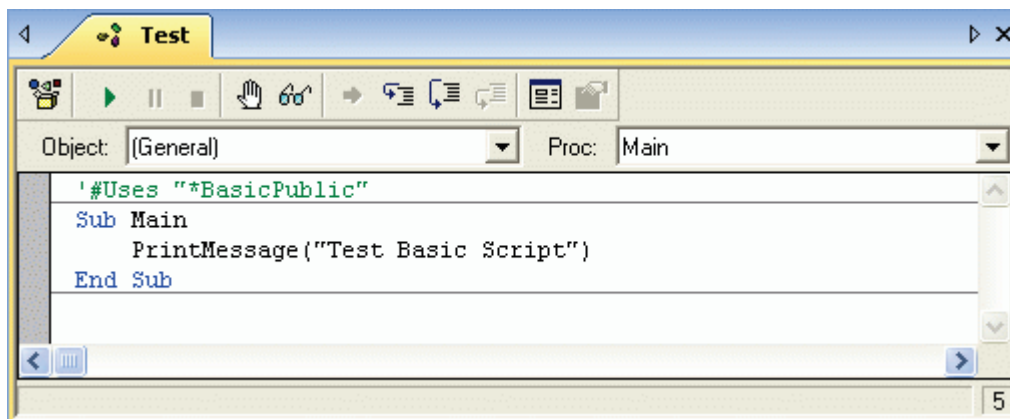 Test
Object: (General) Proc: Main
'#Uses "*BasicPublic"
Sub Main
PrintMessage("Test Basic Script")
End Sub
5